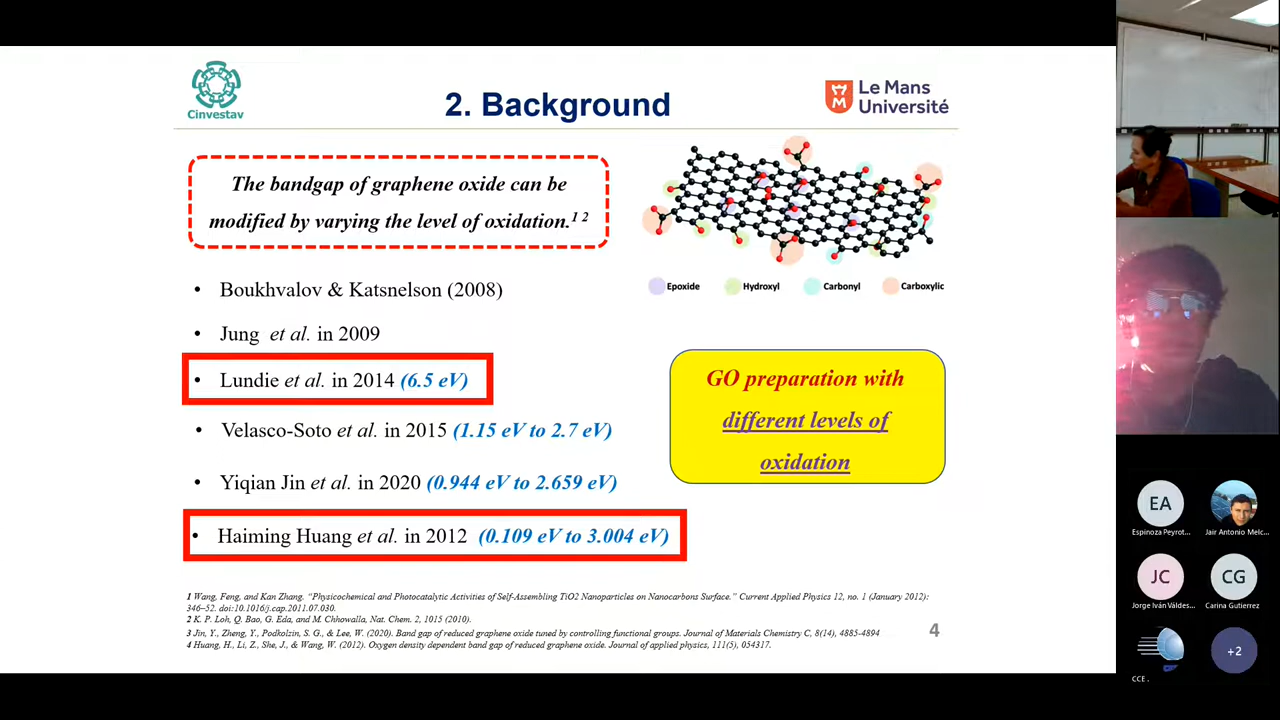 Cinvestav
2. Background
Le Mans
Université
The bandgap of graphene oxide can be
modified by varying the level of oxidation.1 2
Epoxide
Hydroxyl
Carbonyl
Carboxylic
• Boukhvalov & Katsnelson (2008)
• Jung et al. in 2009
• Lundie et al. in 2014 (6.5 eV)
• Velasco-Soto et al. in 2015 (1.15 eV to 2.7 eV)
• Yiqian Jin et al. in 2020 (0.944 eV to 2.659 eV)
• Haiming Huang et al. in 2012 (0.109 eV to 3.004 eV)
GO preparation with
different levels of
oxidation
1 Wang, Feng, and Kan Zhang. “Physicochemical and Photocatalytic Activities of Self-Assembling TiO2 Nanoparticles on Nanocarbons Surface.” Current Applied Physics 12, no. 1 (January 2012):
346–52. doi:10.1016/j.cap.2011.07.030.
2 K. P. Loh, Q. Bao, G. Eda, and M. Chhowalla, Nat. Chem. 2, 1015 (2010).
3 Jin, Y., Zheng, Y., Podkolzin, S. G., & Lee, W. (2020). Band gap of reduced graphene oxide tuned by controlling functional groups. Journal of Materials Chemistry C, 8(14), 4885-4894
4 Huang, H., Li, Z., She, J., & Wang, W. (2012). Oxygen density dependent band gap of reduced graphene oxide. Journal of applied physics, 111(5), 054317.
4
EA
Espinoza Peyrot...
Jair Antonio Melc...
JC
Jorge Iván Váldes...
CG
Carina Gutierrez
CCE .
+2